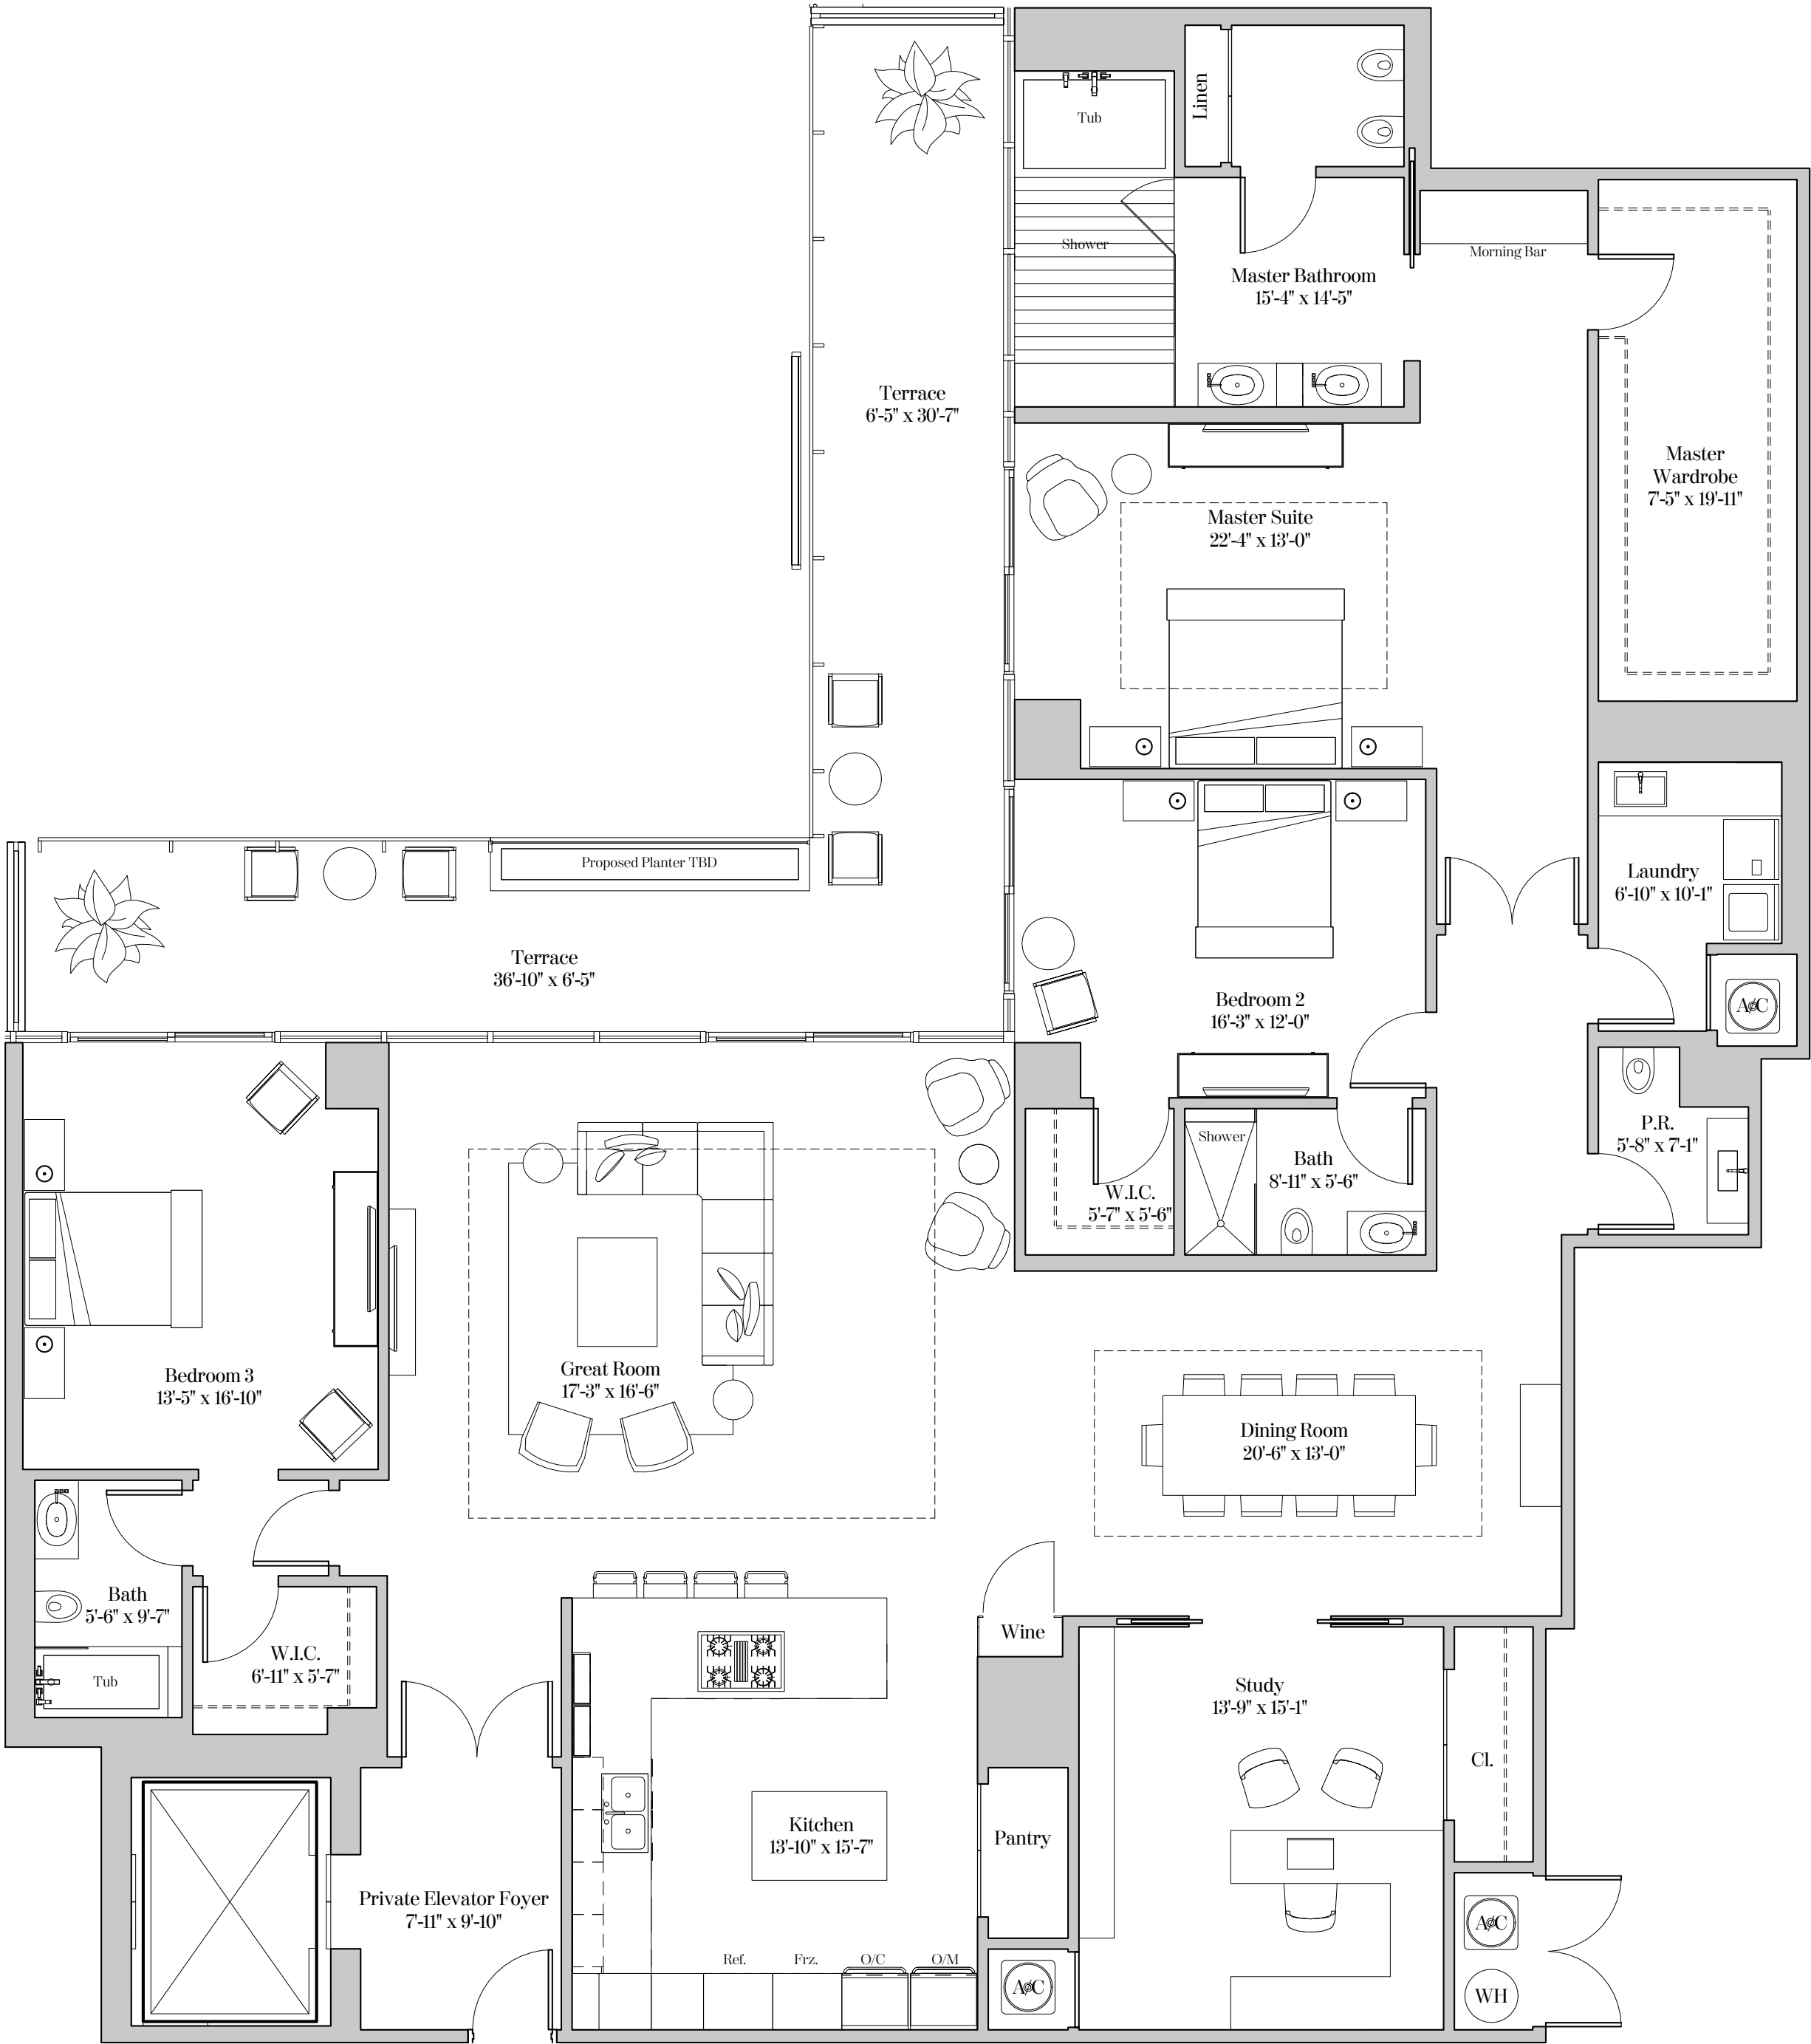 Linen
Tub
Shower
Morning Bar
Master Bathroom
15'-4" x 14'-5"
Terrace
6'-5" x 30'-7"
Master
Wardrobe
7'-5" x 19'-11"
Master Suite
22'-4" x 13'-0"
Proposed Planter TBD
Laundry
6'-10" x 10'-1"
Terrace
36'-10" x 6'-5"
Bedroom 2
16'-3" x 12'-0"
A/C
P.R.
5'-8" x 7'-1"
Shower
Bath
8'-11" x 5'-6"
W.I.C.
5'-7" x 5'-6"
Bedroom 3
13'-5" x 16'-10"
Great Room
17'-3" x 16'-6"
Dining Room
20'-6" x 13'-0"
Bath
5'-6" x 9'-7"
Wine
W.I.C.
6'-11" x 5'-7"
Tub
Study
13'-9" x 15'-1"
Cl.
Kitchen
13'-10" x 15'-7"
Pantry
Private Elevator Foyer
7'-11" x 9'-10"
A/C
Ref.
Frz.
O/C
O/M
A/C
WH